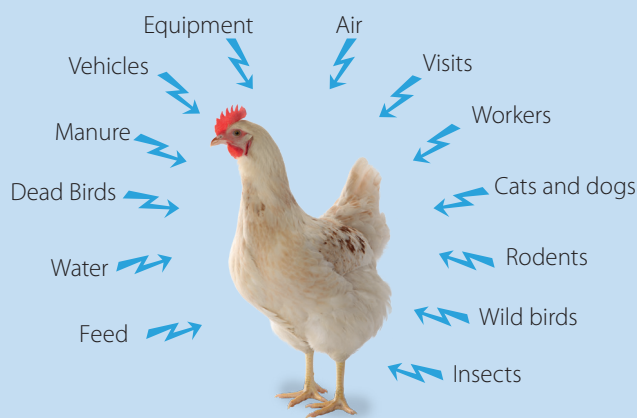 Equipment
Air
Vehicles
Visits
Manure
Workers
Dead Birds
Cats and dogs
Water
Rodents
Feed
Wild birds
Insects